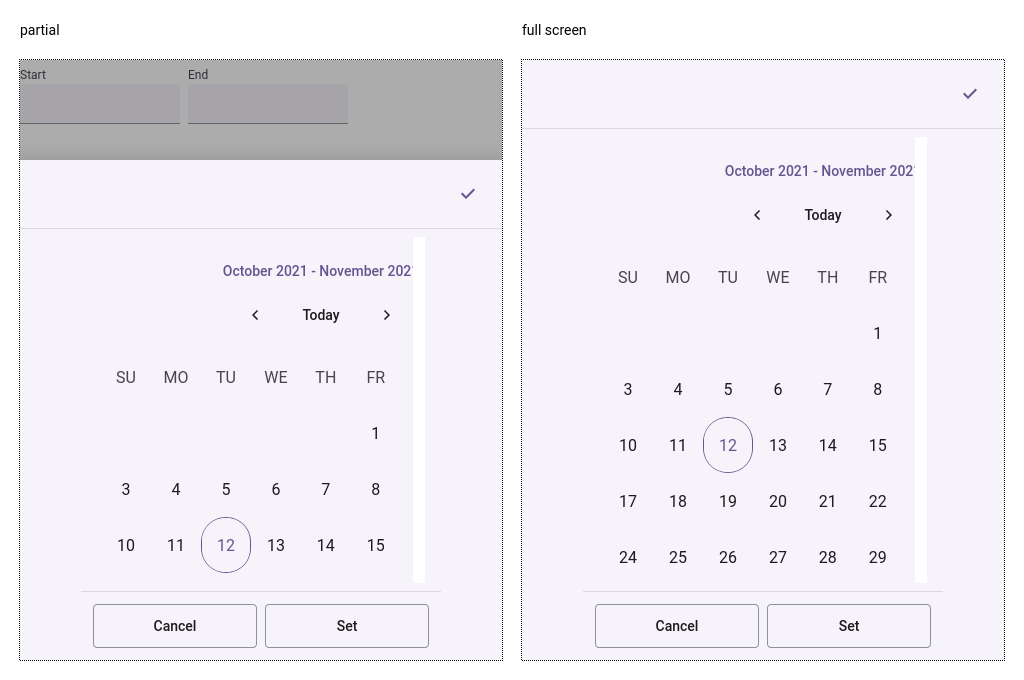 partial
Start End
October 2021 - November 202
Today
SU MO TU WE TH FR
1
3 4 5 6 7 8
10 11 12 13 14 15
Cancel Set
full screen
October 2021 - November 202
Today
SU MO TU WE TH FR
1
3 4 5 6 7 8
10 11 12 13 14 15
17 18 19 20 21 22
24 25 26 27 28 29
Cancel Set